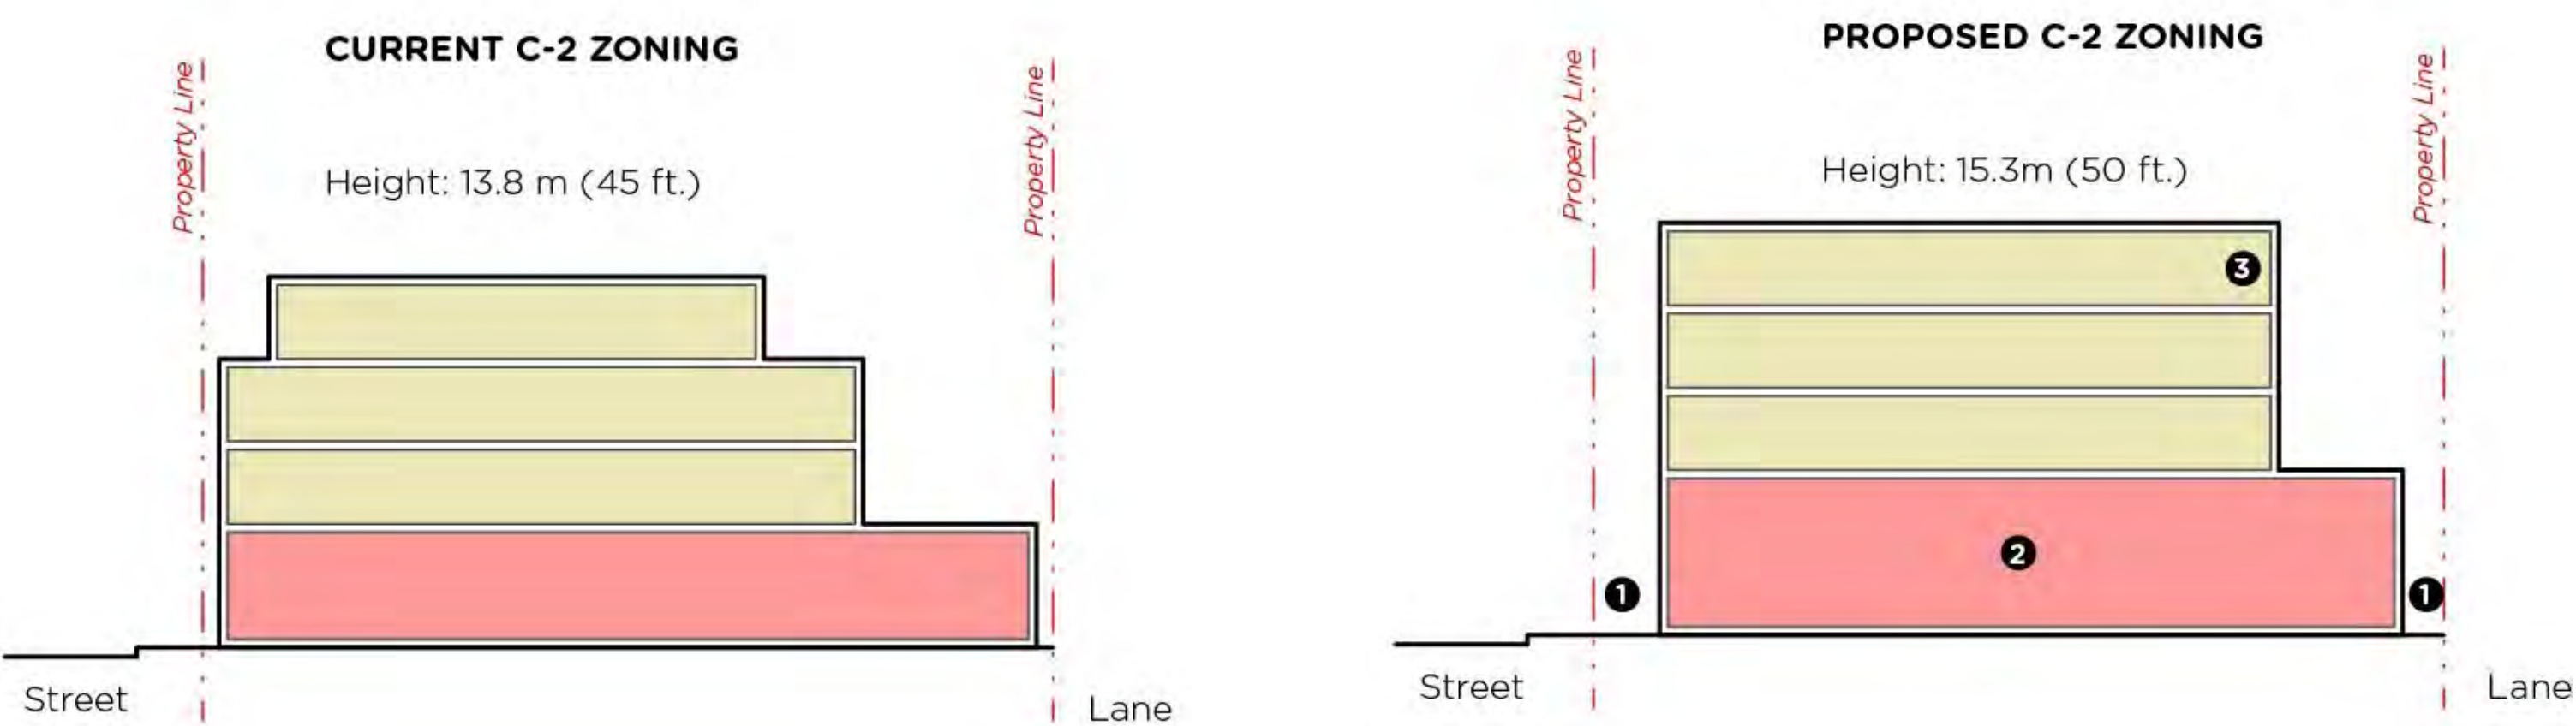 CURRENT C-2 ZONING
Property Line
Property Line
Height: 13.8 m (45 ft.)
Street
Lane
PROPOSED C-2 ZONING
Property Line
Property Line
Height: 15.3m (50 ft.)
3
2
1
1
Street
Lane